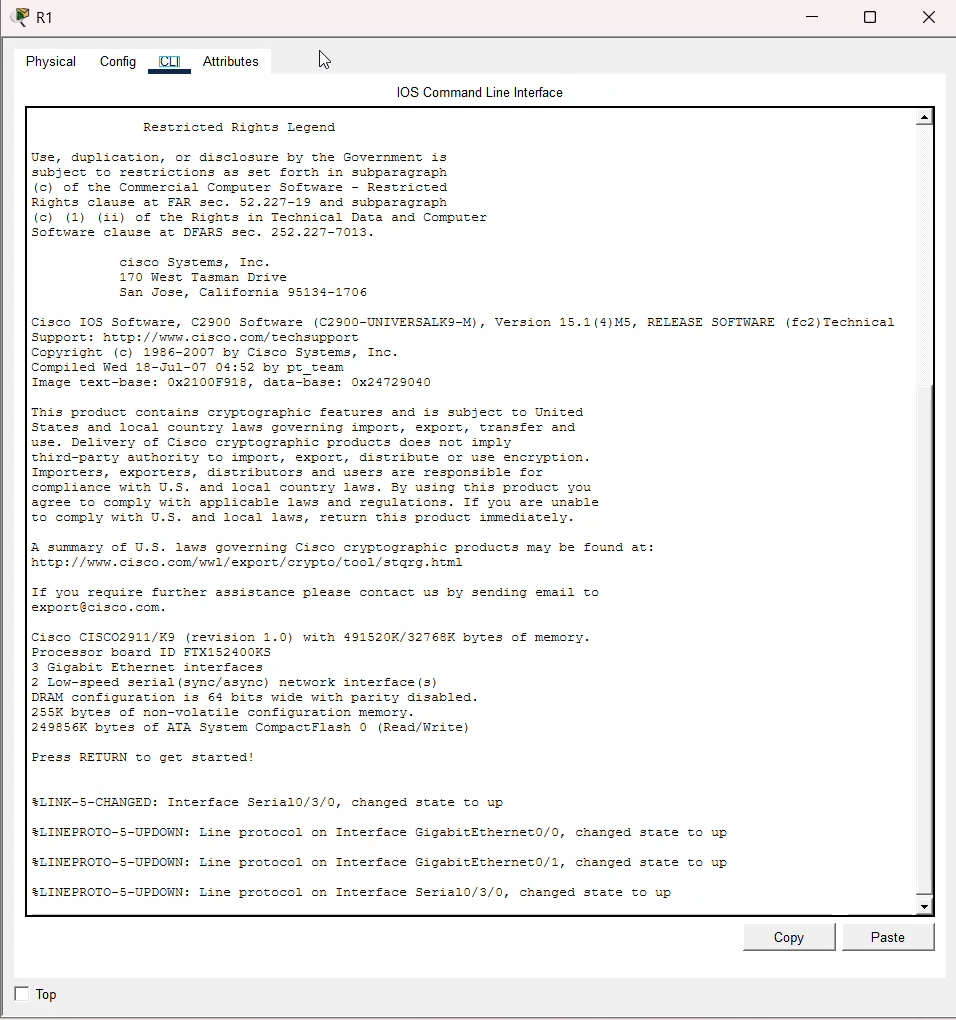 R1
Physical Config CLI Attributes
IOS Command Line Interface
Restricted Rights Legend
Use, duplication, or disclosure by the Government is
subject to restrictions as set forth in subparagraph
(c) of the Commercial Computer Software - Restricted
Rights clause at FAR sec. 52.227-19 and subparagraph
(c) (1) (ii) of the Rights in Technical Data and Computer
Software clause at DFARS sec. 252.227-7013.
cisco Systems, Inc.
170 West Tasman Drive
San Jose, California 95134-1706
Cisco IOS Software, C2900 Software (C2900-UNIVERSALK9-M), Version 15.1(4)M5, RELEASE SOFTWARE (fc2)Technical
Support: http://www.cisco.com/techsupport
Copyright (c) 1986-2007 by Cisco Systems, Inc.
Compiled Wed 18-Jul-07 04:52 by pt_team
Image text-base: 0x2100F918, data-base: 0x24729040
This product contains cryptographic features and is subject to United
States and local country laws governing import, export, transfer and
use. Delivery of Cisco cryptographic products does not imply
third-party authority to import, export, distribute or use encryption.
Importers, exporters, distributors and users are responsible for
compliance with U.S. and local country laws. By using this product you
agree to comply with applicable laws and regulations. If you are unable
to comply with U.S. and local laws, return this product immediately.
A summary of U.S. laws governing Cisco cryptographic products may be found at:
http://www.cisco.com/wwl/export/crypto/tool/stqrg.html
If you require further assistance please contact us by sending email to
export@cisco.com.
Cisco CISCO2911/K9 (revision 1.0) with 491520K/32768K bytes of memory.
Processor board ID FTX152400KS
3 Gigabit Ethernet interfaces
2 Low-speed serial(sync/async) network interface(s)
DRAM configuration is 64 bits wide with parity disabled.
255K bytes of non-volatile configuration memory.
249856K bytes of ATA System CompactFlash 0 (Read/Write)
Press RETURN to get started!
%LINK-5-CHANGED: Interface Serial0/3/0, changed state to up
%LINEPROTO-5-UPDOWN: Line protocol on Interface GigabitEthernet0/0, changed state to up
%LINEPROTO-5-UPDOWN: Line protocol on Interface GigabitEthernet0/1, changed state to up
%LINEPROTO-5-UPDOWN: Line protocol on Interface Serial0/3/0, changed state to up
Copy Paste
Top